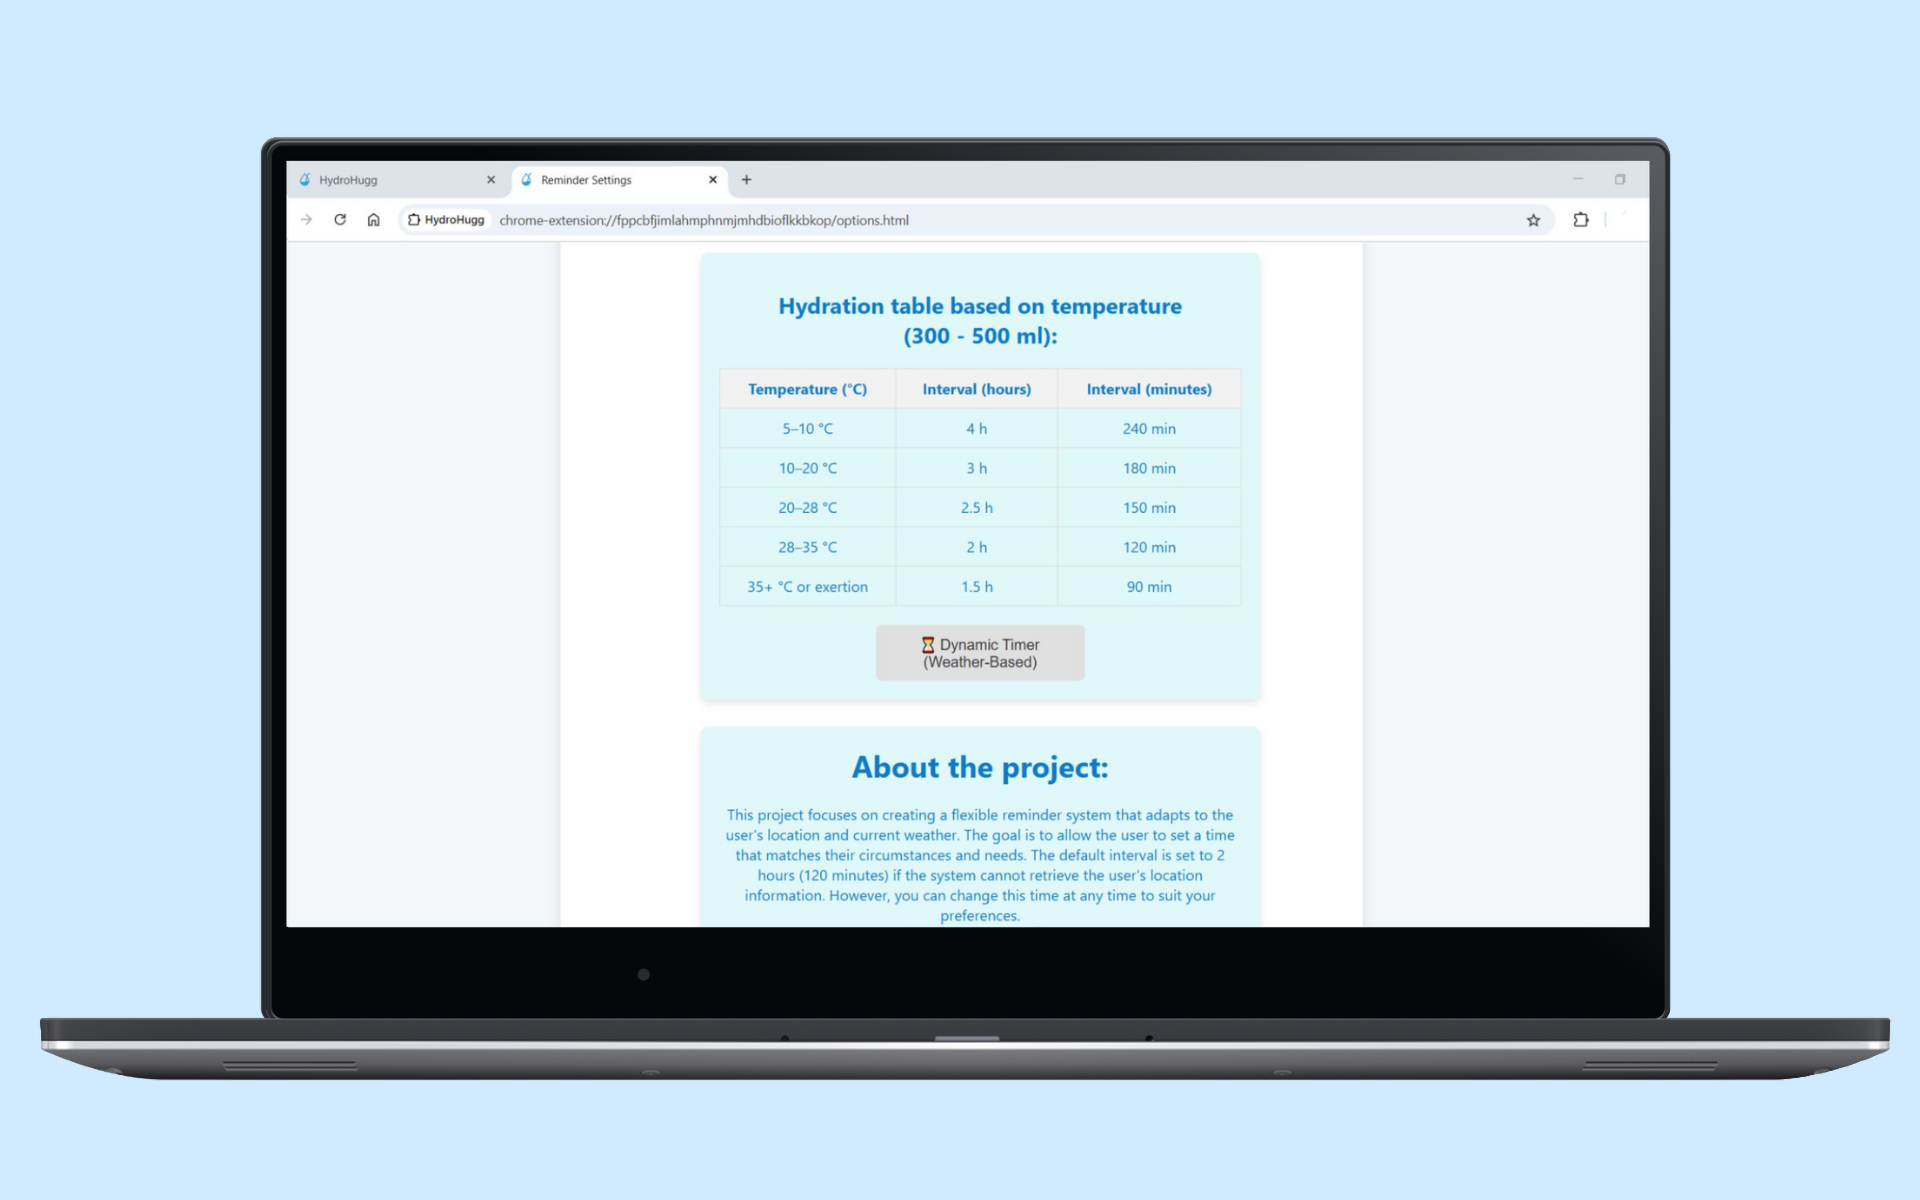 HydroHugg
Reminder Settings
HydroHugg chrome-extension://fppcbfjimlahmphnmjmhdbioflkkbkop/options.html
Hydration table based on temperature
(300 - 500 ml):
Temperature (°C) Interval (hours) Interval (minutes)
5–10 °C 4 h 240 min
10–20 °C 3 h 180 min
20–28 °C 2.5 h 150 min
28–35 °C 2 h 120 min
35+ °C or exertion 1.5 h 90 min
⌛ Dynamic Timer
(Weather-Based)
About the project:
This project focuses on creating a flexible reminder system that adapts to the
user's location and current weather. The goal is to allow the user to set a time
that matches their circumstances and needs. The default interval is set to 2
hours (120 minutes) if the system cannot retrieve the user's location
information. However, you can change this time at any time to suit your
preferences.